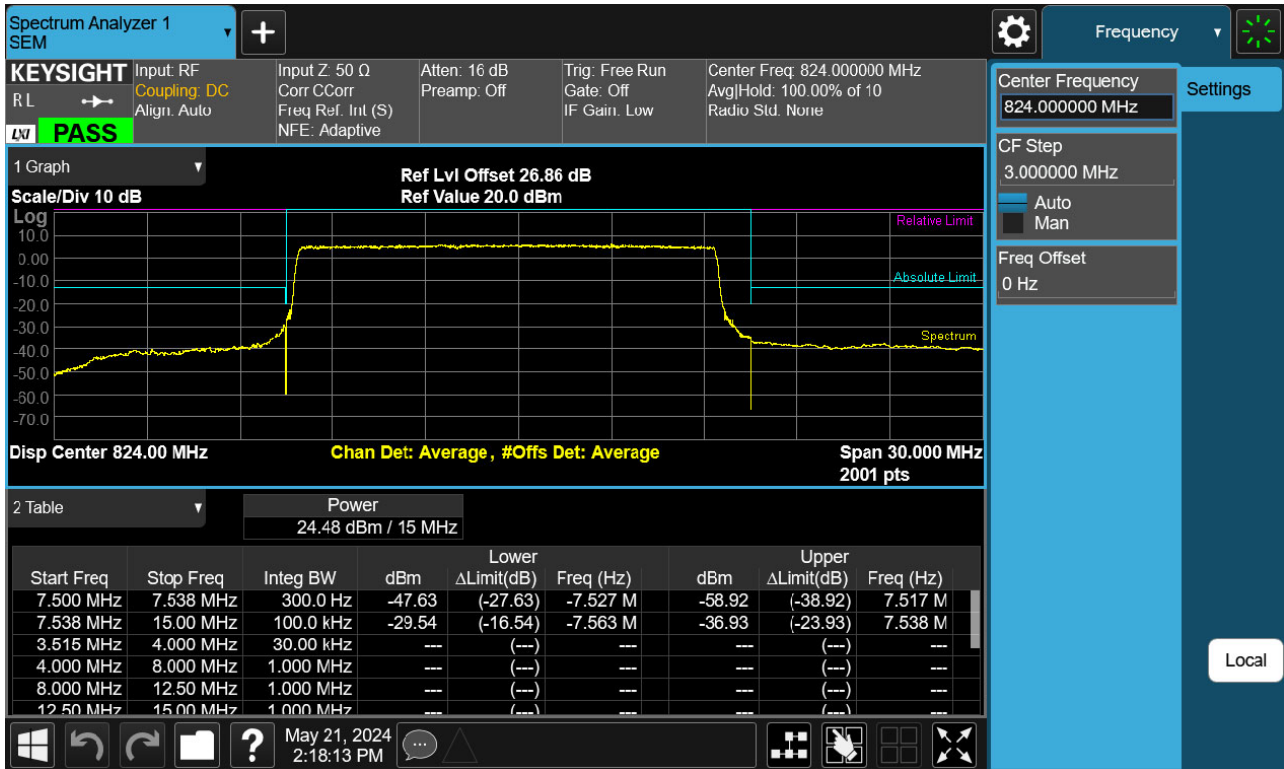 Spectrum Analyzer 1
SEM
+
Frequency
KEYSIGHT
R L
LXI
PASS
Input: RF
Coupling: DC
Align: Auto
Input Z: 50 Ω
Corr CCorr
Freq Ref: Int (S)
NFE: Adaptive
Atten: 16 dB
Preamp: Off
Trig: Free Run
Gate: Off
IF Gain: Low
Center Freq: 824.000000 MHz
Avg|Hold: 100.00% of 10
Radio Std: None
Center Frequency
824.000000 MHz
Settings
CF Step
3.000000 MHz
Auto
Man
Freq Offset
0 Hz
Local
1 Graph
Scale/Div 10 dB
Ref Lvl Offset 26.86 dB
Ref Value 20.0 dBm
Log
10.0
0.00
-10.0
-20.0
-30.0
-40.0
-50.0
-60.0
-70.0
Relative Limit
Absolute Limit
Spectrum
Disp Center 824.00 MHz
Chan Det: Average , #Offs Det: Average
Span 30.000 MHz
2001 pts
2 Table
Power
24.48 dBm / 15 MHz
Lower Upper
Start Freq Stop Freq Integ BW dBm ΔLimit(dB) Freq (Hz) dBm ΔLimit(dB) Freq (Hz)
7.500 MHz 7.538 MHz 300.0 Hz -47.63 (-27.63) -7.527 M -58.92 (-38.92) 7.517 M
7.538 MHz 15.00 MHz 100.0 kHz -29.54 (-16.54) -7.563 M -36.93 (-23.93) 7.538 M
3.515 MHz 4.000 MHz 30.00 kHz --- (---) --- --- (---) ---
4.000 MHz 8.000 MHz 1.000 MHz --- (---) --- --- (---) ---
8.000 MHz 12.50 MHz 1.000 MHz --- (---) --- --- (---) ---
12.50 MHz 15.00 MHz 1.000 MHz --- (---) --- --- (---) ---
?
May 21, 2024
2:18:13 PM